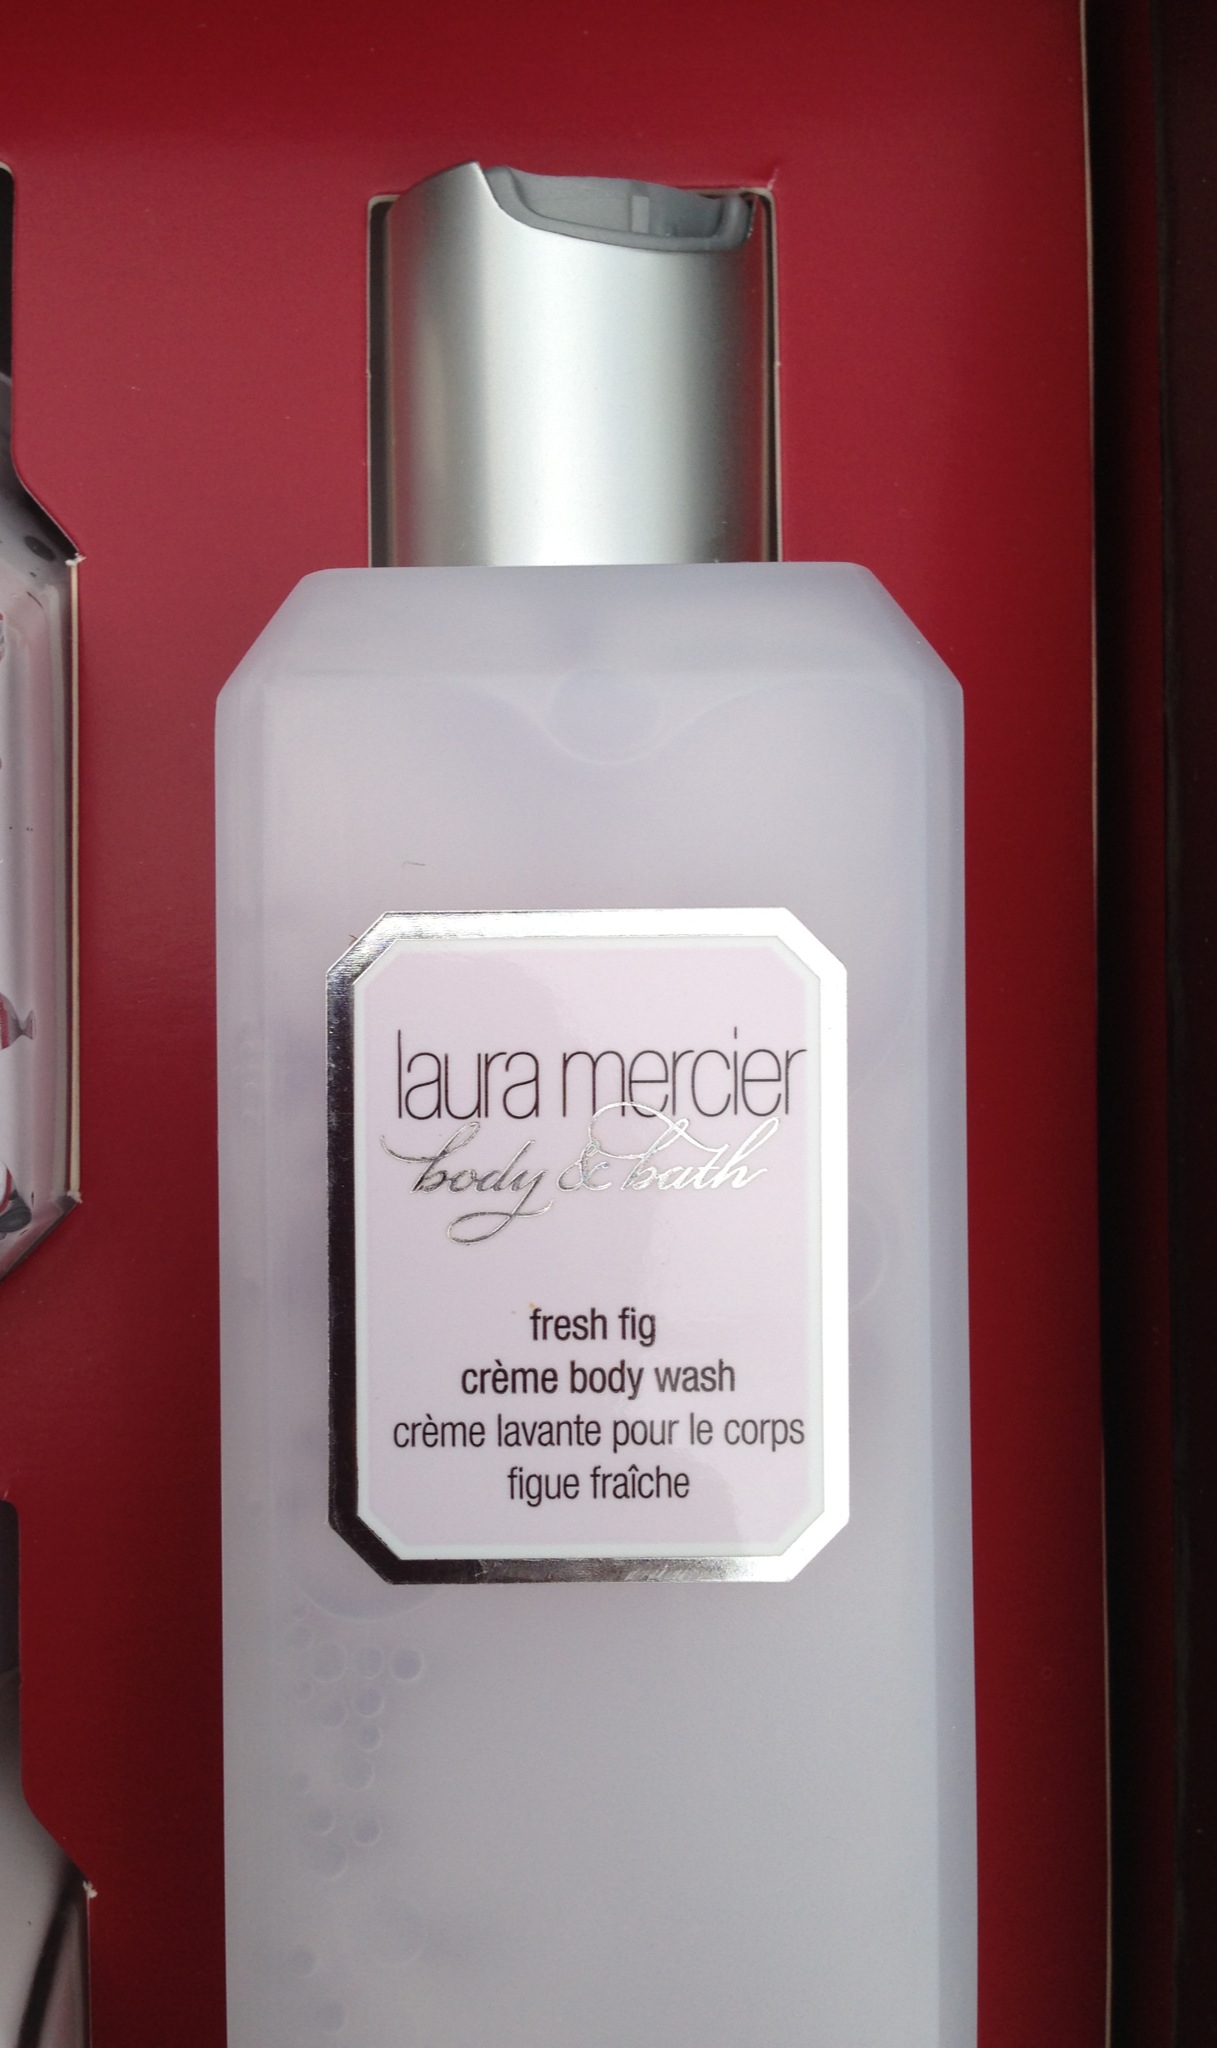 laura mercier
body & bath
fresh fig
crème body wash
crème lavante pour le corps
figue fraîche